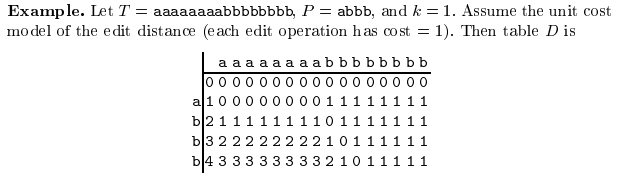 Example. Let T = aaaaaaaabbbbbbbb, P = abbb, and k = 1. Assume the unit cost
model of the edit distance (each edit operation has cost = 1). Then table D is
a a a a a a a a b b b b b b b b
0 0 0 0 0 0 0 0 0 0 0 0 0 0 0 0 0
a 1 0 0 0 0 0 0 0 0 1 1 1 1 1 1 1 1
b 2 1 1 1 1 1 1 1 1 0 1 1 1 1 1 1 1
b 3 2 2 2 2 2 2 2 2 1 0 1 1 1 1 1 1
b 4 3 3 3 3 3 3 3 3 2 1 0 1 1 1 1 1